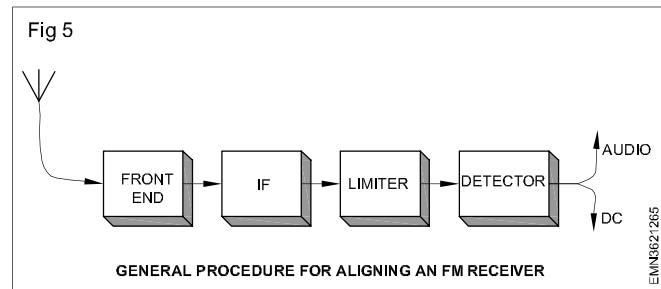 Fig 5
FRONT
END
IF
LIMITER
DETECTOR
AUDIO
DC
GENERAL PROCEDURE FOR ALIGNING AN FM RECEIVER
EMN3621265